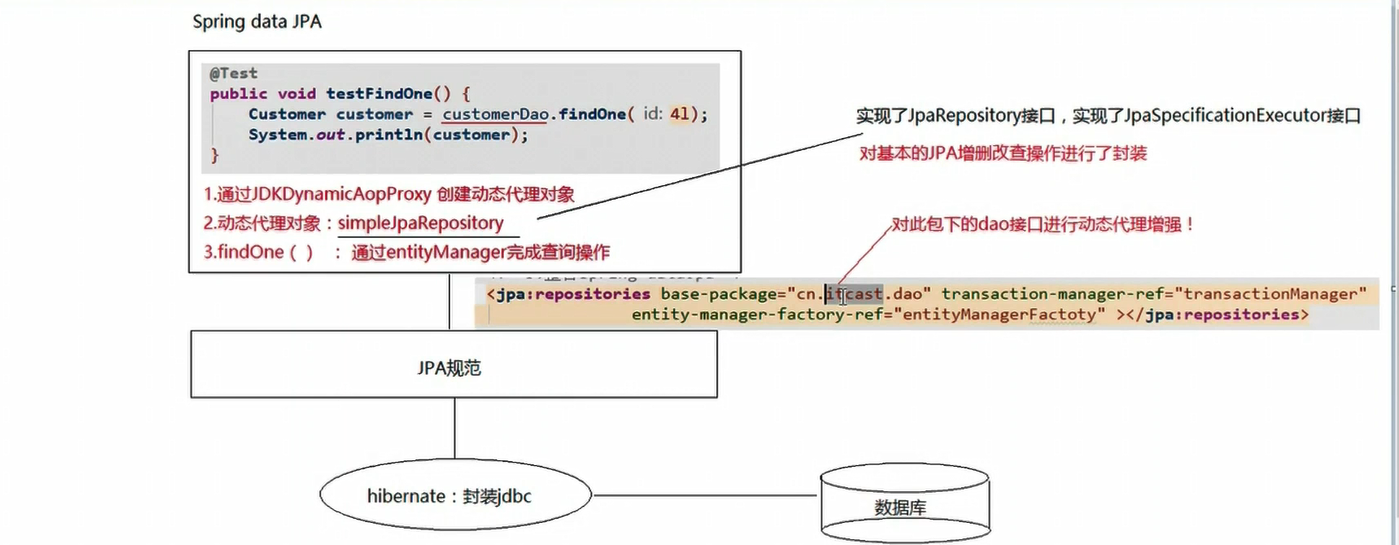 Spring data JPA
@Test
public void testFindOne() {
Customer customer = customerDao.findOne( id: 4l);
System.out.println(customer);
}
1.通过JDKDynamicAopProxy 创建动态代理对象
2.动态代理对象：simpleJpaRepository
3.findOne（ ） ： 通过entityManager完成查询操作
实现了JpaRepository接口，实现了JpaSpecificationExecutor接口
对基本的JPA增删改查操作进行了封装
对此包下的dao接口进行动态代理增强！
<jpa:repositories base-package="cn.itcast.dao" transaction-manager-ref="transactionManager"
entity-manager-factory-ref="entityManagerFactoty" ></jpa:repositories>
JPA规范
hibernate：封装jdbc
数据库